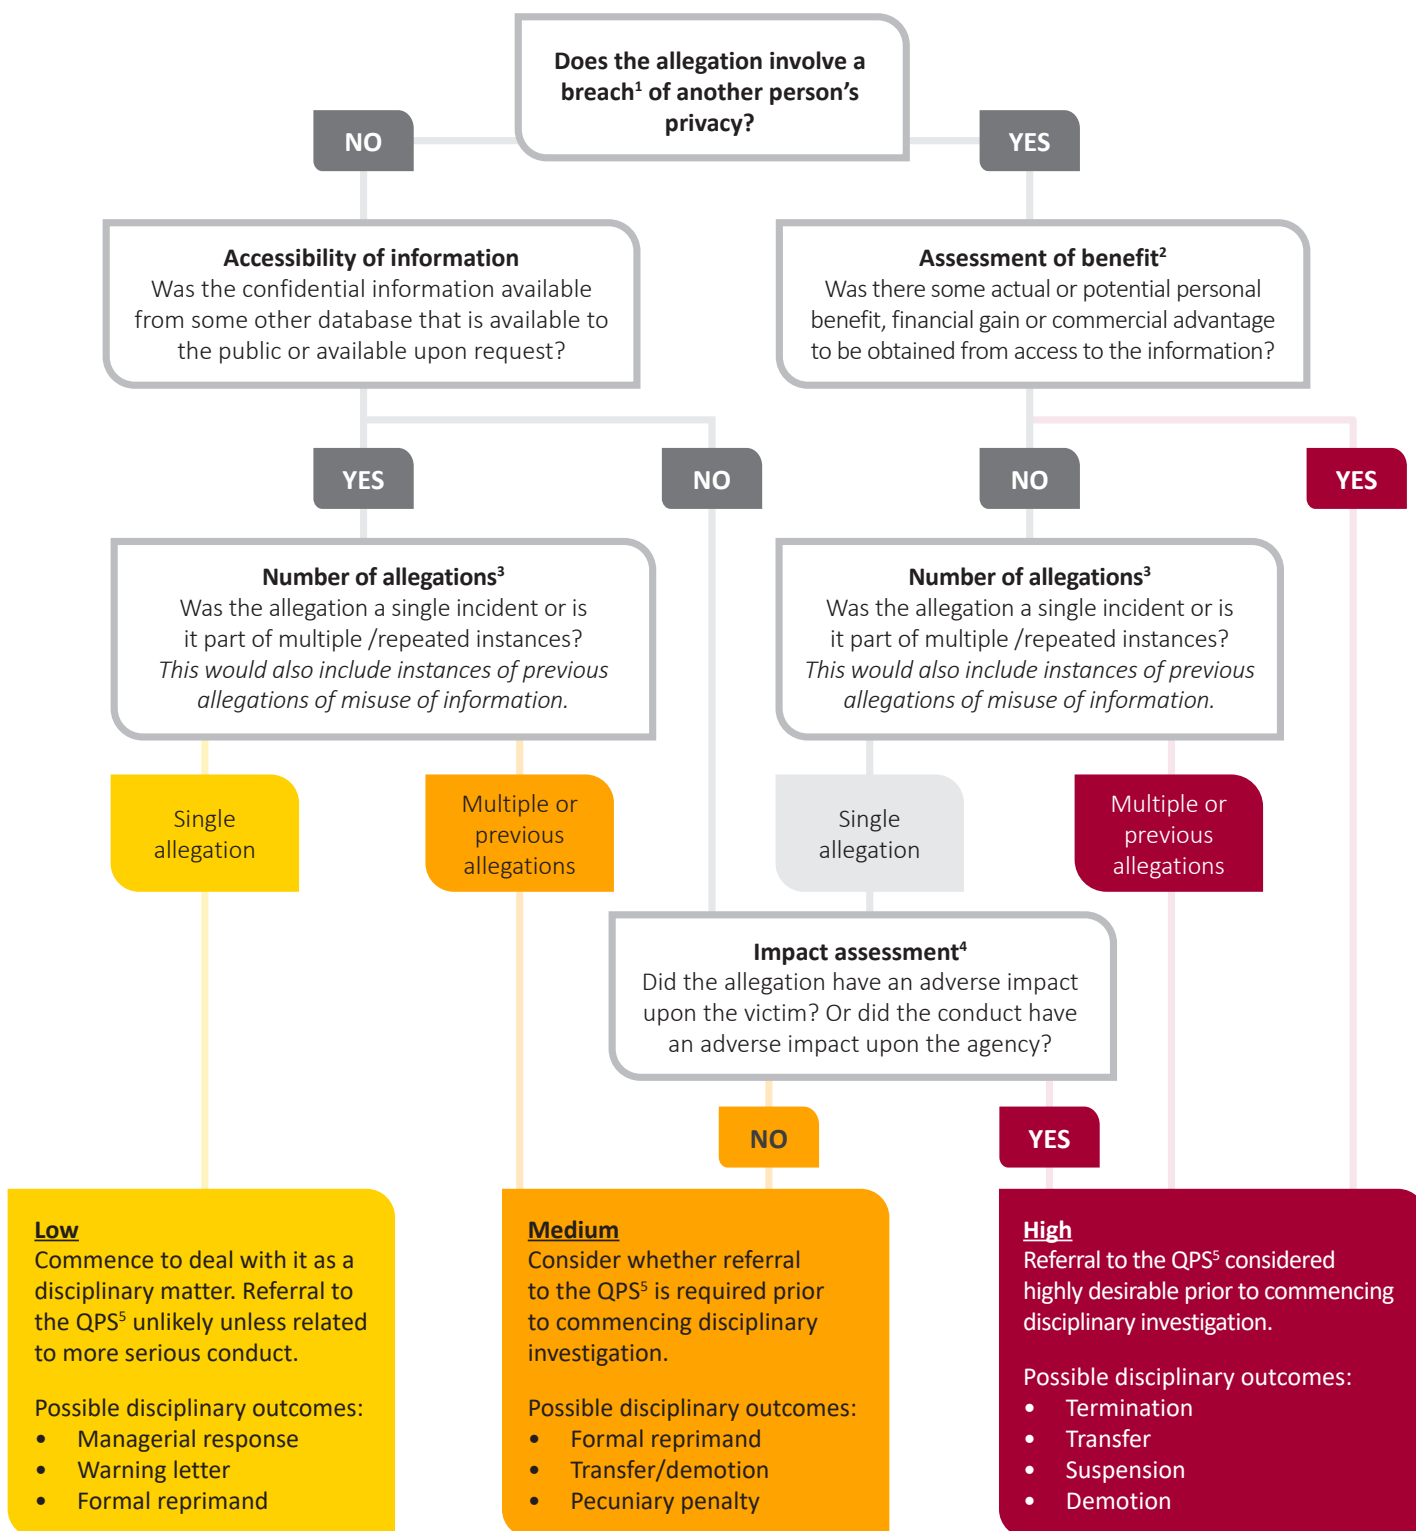 Does the allegation involve a
breach¹ of another person's
privacy?
NO
YES
Accessibility of information
Was the confidential information available
from some other database that is available to
the public or available upon request?
Assessment of benefit²
Was there some actual or potential personal
benefit, financial gain or commercial advantage
to be obtained from access to the information?
YES
NO
NO
YES
Number of allegations³
Was the allegation a single incident or is
it part of multiple /repeated instances?
This would also include instances of previous
allegations of misuse of information.
Number of allegations³
Was the allegation a single incident or is
it part of multiple /repeated instances?
This would also include instances of previous
allegations of misuse of information.
Single
allegation
Multiple or
previous
allegations
Single
allegation
Multiple or
previous
allegations
Impact assessment⁴
Did the allegation have an adverse impact
upon the victim? Or did the conduct have
an adverse impact upon the agency?
NO
YES
Low
Commence to deal with it as a
disciplinary matter. Referral to
the QPS⁵ unlikely unless related
to more serious conduct.
Possible disciplinary outcomes:
• Managerial response
• Warning letter
• Formal reprimand
Medium
Consider whether referral
to the QPS⁵ is required prior
to commencing disciplinary
investigation.
Possible disciplinary outcomes:
• Formal reprimand
• Transfer/demotion
• Pecuniary penalty
High
Referral to the QPS⁵ considered
highly desirable prior to commencing
disciplinary investigation.
Possible disciplinary outcomes:
• Termination
• Transfer
• Suspension
• Demotion